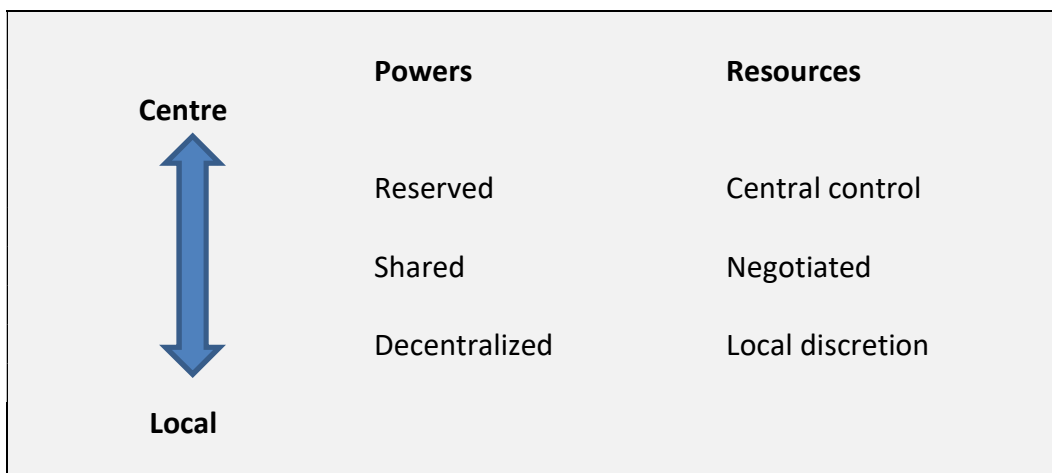 Powers Resources
Centre
Reserved Central control
Shared Negotiated
Decentralized Local discretion
Local